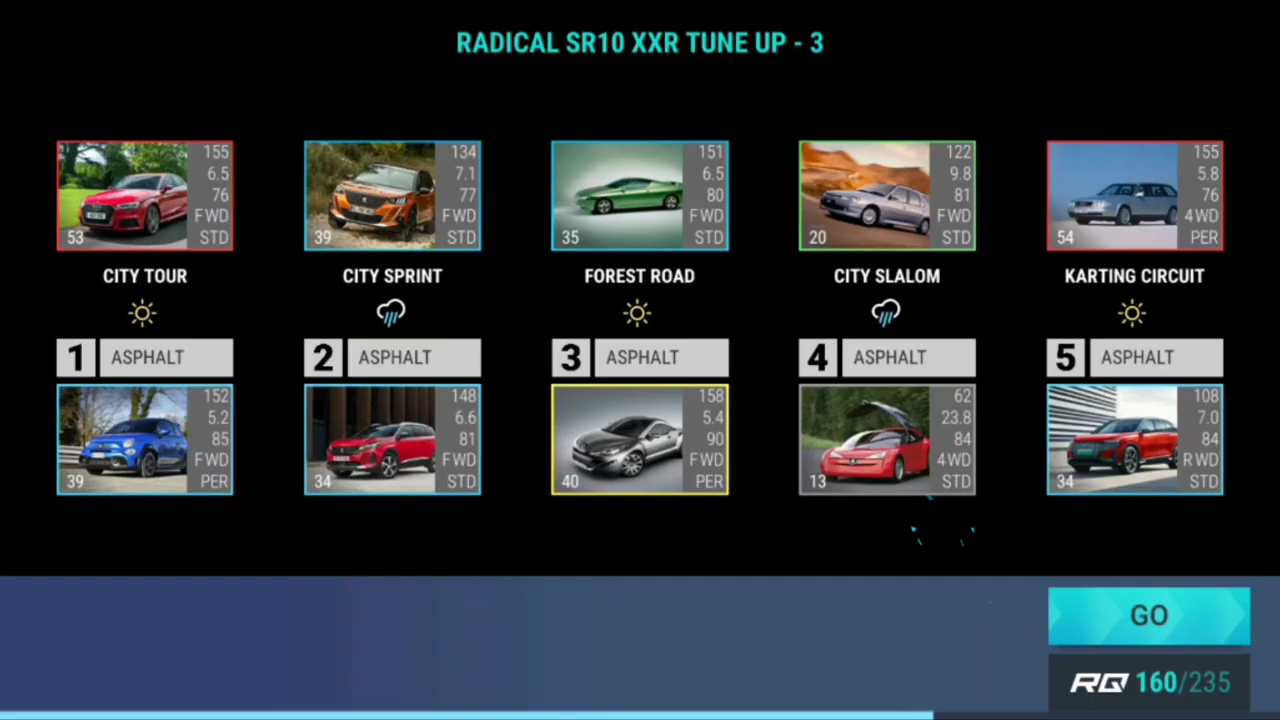 RADICAL SR10 XXR TUNE UP - 3
155
6.5
76
FWD
53 STD
134
7.1
77
FWD
39 STD
151
6.5
80
FWD
35 STD
122
9.8
81
FWD
20 STD
155
5.8
76
4WD
54 PER
CITY TOUR
CITY SPRINT
FOREST ROAD
CITY SLALOM
KARTING CIRCUIT
1 ASPHALT
2 ASPHALT
3 ASPHALT
4 ASPHALT
5 ASPHALT
152
5.2
85
FWD
39 PER
148
6.6
81
FWD
34 STD
158
5.4
90
FWD
40 PER
62
23.8
84
4WD
13 STD
108
7.0
84
RWD
34 STD
GO
RQ 160/235